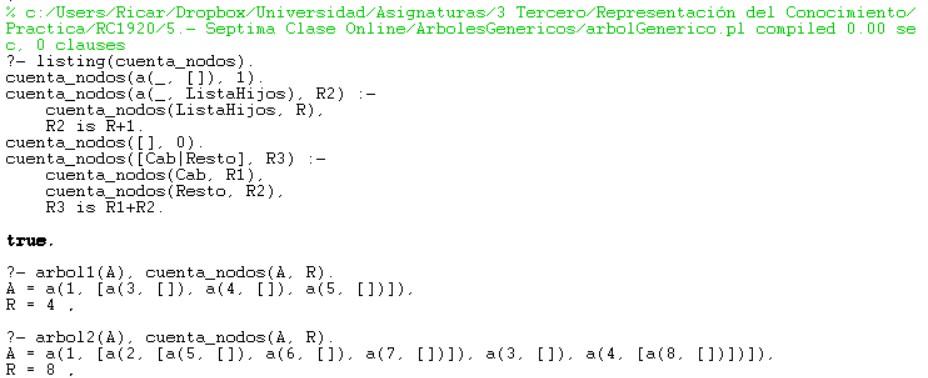 % c:/Users/Ricar/Dropbox/Universidad/Asignaturas/3 Tercero/Representación del Conocimiento/
Practica/RC1920/5.- Septima Clase Online/ArbolesGenericos/arbolGenerico.pl compiled 0.00 se
c, 0 clauses
?- listing(cuenta_nodos).
cuenta_nodos(a(_, []), 1).
cuenta_nodos(a(_, ListaHijos), R2) :-
    cuenta_nodos(ListaHijos, R),
    R2 is R+1.
cuenta_nodos([], 0).
cuenta_nodos([Cab|Resto], R3) :-
    cuenta_nodos(Cab, R1),
    cuenta_nodos(Resto, R2),
    R3 is R1+R2.
true.
?- arbol1(A), cuenta_nodos(A, R).
A = a(1, [a(3, []), a(4, []), a(5, [])]),
R = 4 .
?- arbol2(A), cuenta_nodos(A, R).
A = a(1, [a(2, [a(5, []), a(6, []), a(7, [])]), a(3, []), a(4, [a(8, [])])]),
R = 8 .